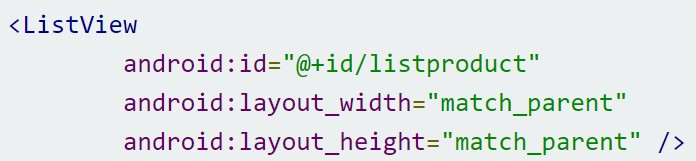 <ListView
android:id="@+id/listproduct"
android:layout_width="match_parent"
android:layout_height="match_parent" />